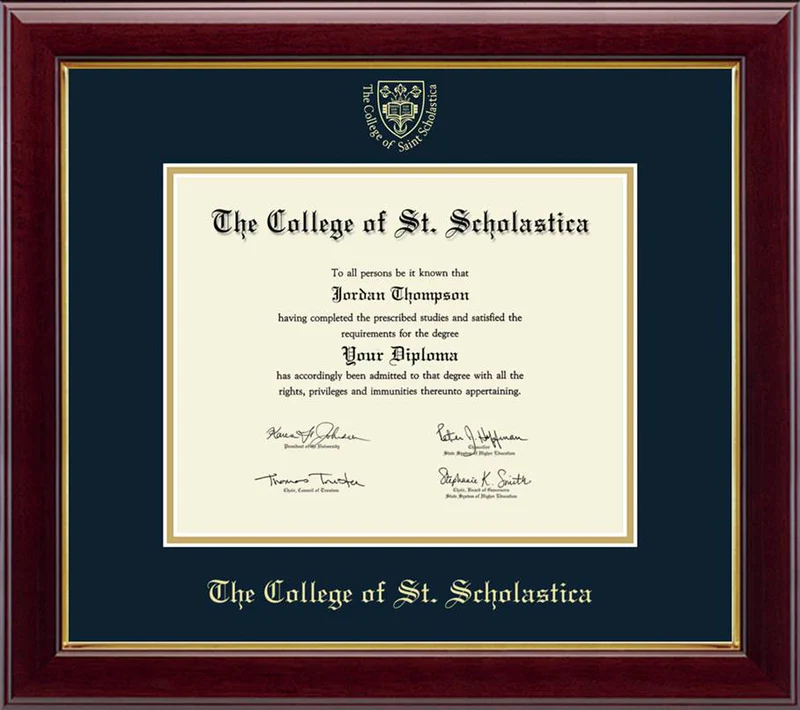 The College of Saint Scholastica
The College of St. Scholastica
To all persons be it known that
Jordan Thompson
having completed the prescribed studies and satisfied the
requirements for the degree
Your Diploma
has accordingly been admitted to that degree with all the
rights, privileges and immunities thereunto appertaining.
Karen H Johnson Peter J. Hoffman
President of the University Chancellor
State System of Higher Education
Thomas Trustee Stephanie K. Smith
Chair, Council of Trustees Chair, Board of Governors
State System of Higher Education
The College of St. Scholastica